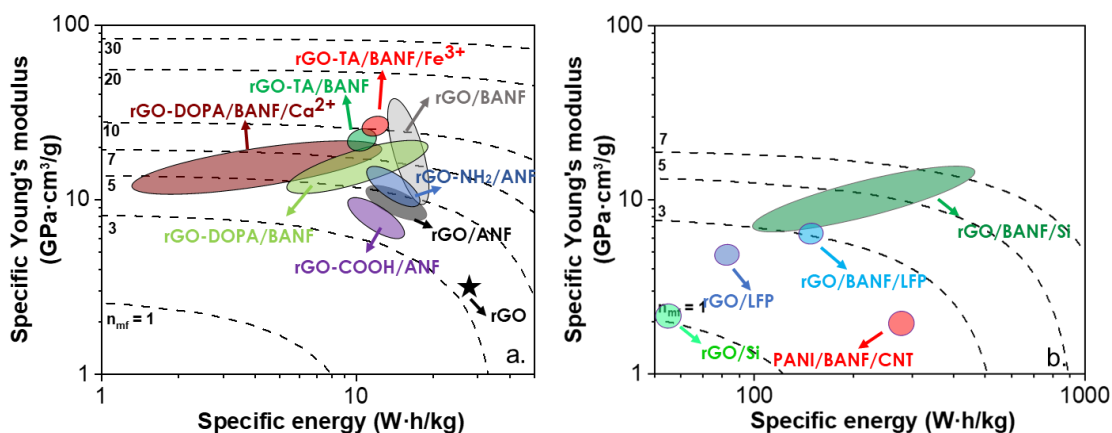 Specific Young's modulus
(GPa·cm³/g)
100
10
1
30
20
10
7
5
3
n_mf = 1
rGO-TA/BANF/Fe³⁺
rGO-TA/BANF
rGO/BANF
rGO-DOPA/BANF/Ca²⁺
rGO-NH₂/ANF
rGO-DOPA/BANF
rGO/ANF
rGO-COOH/ANF
rGO
a.
1
10
Specific energy (W·h/kg)
Specific Young's modulus
(GPa·cm³/g)
100
10
1
7
5
3
n_mf = 1
rGO/BANF/Si
rGO/BANF/LFP
rGO/LFP
rGO/Si
PANI/BANF/CNT
b.
100
1000
Specific energy (W·h/kg)